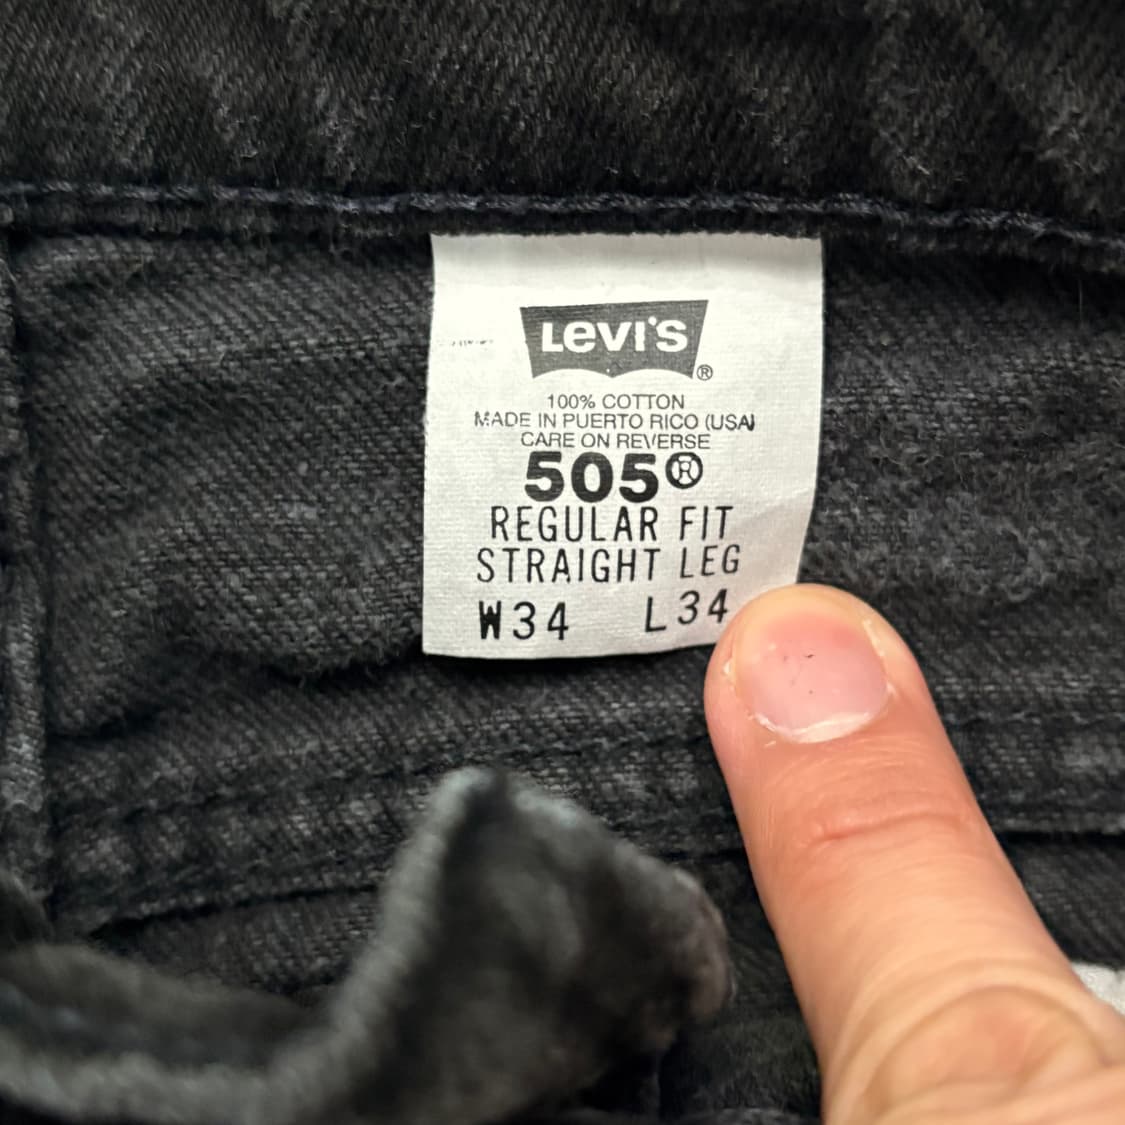 LEVI'S
®
100% COTTON
MADE IN PUERTO RICO (USA)
CARE ON REVERSE
505®
REGULAR FIT
STRAIGHT LEG
W34 L34